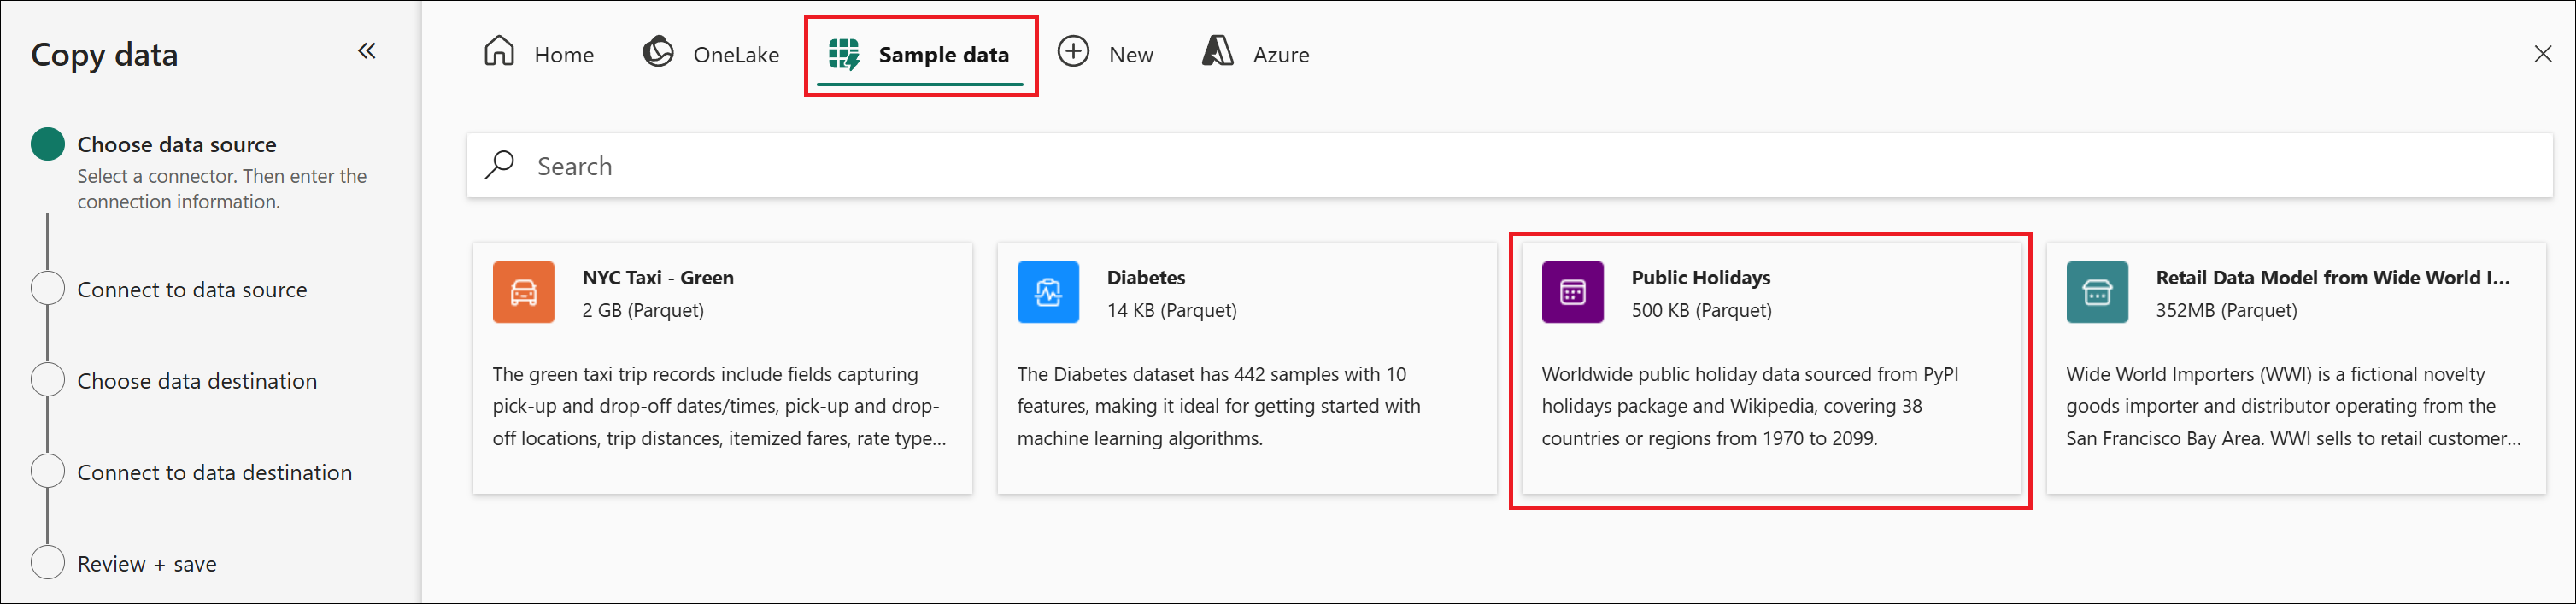 Copy data
Choose data source
Select a connector. Then enter the
connection information.
Connect to data source
Choose data destination
Connect to data destination
Review + save
Home
OneLake
Sample data
New
Azure
Search
NYC Taxi - Green
2 GB (Parquet)
The green taxi trip records include fields capturing
pick-up and drop-off dates/times, pick-up and drop-
off locations, trip distances, itemized fares, rate type...
Diabetes
14 KB (Parquet)
The Diabetes dataset has 442 samples with 10
features, making it ideal for getting started with
machine learning algorithms.
Public Holidays
500 KB (Parquet)
Worldwide public holiday data sourced from PyPI
holidays package and Wikipedia, covering 38
countries or regions from 1970 to 2099.
Retail Data Model from Wide World I...
352MB (Parquet)
Wide World Importers (WWI) is a fictional novelty
goods importer and distributor operating from the
San Francisco Bay Area. WWI sells to retail customer...